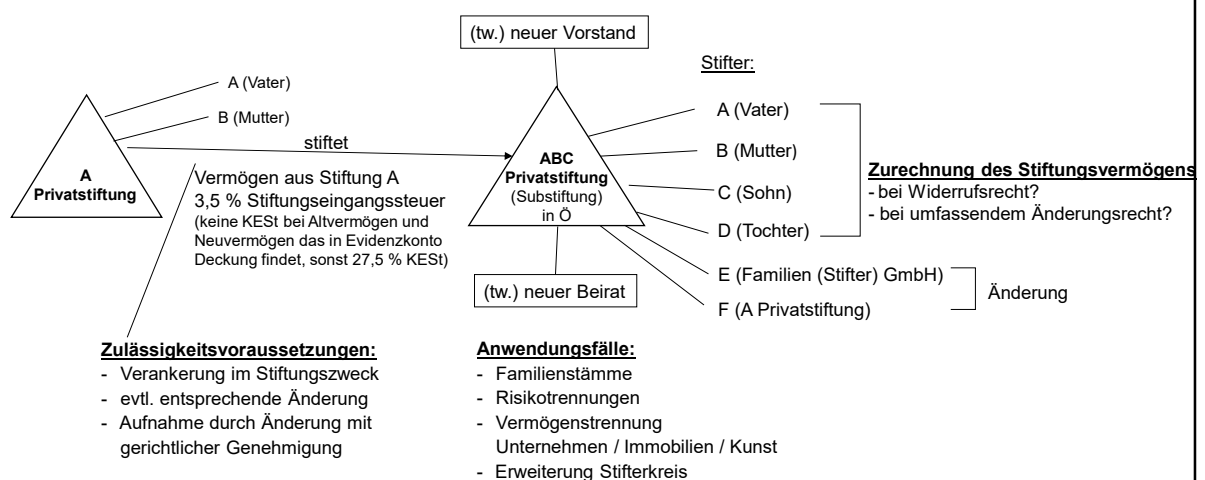 (tw.) neuer Vorstand
Stifter:
A (Vater)
B (Mutter)
A
Privatstiftung
stiftet
Vermögen aus Stiftung A
3,5 % Stiftungseingangssteuer
(keine KESt bei Altvermögen und
Neuvermögen das in Evidenzkonto
Deckung findet, sonst 27,5 % KESt)
ABC
Privatstiftung
(Substiftung)
in Ö
A (Vater)
B (Mutter)
C (Sohn)
D (Tochter)
E (Familien (Stifter) GmbH)
F (A Privatstiftung)
Zurechnung des Stiftungsvermögens
- bei Widerrufsrecht?
- bei umfassendem Änderungsrecht?
Änderung
(tw.) neuer Beirat
Zulässigkeitsvoraussetzungen:
- Verankerung im Stiftungszweck
- evtl. entsprechende Änderung
- Aufnahme durch Änderung mit
gerichtlicher Genehmigung
Anwendungsfälle:
- Familienstämme
- Risikotrennungen
- Vermögenstrennung
Unternehmen / Immobilien / Kunst
- Erweiterung Stifterkreis